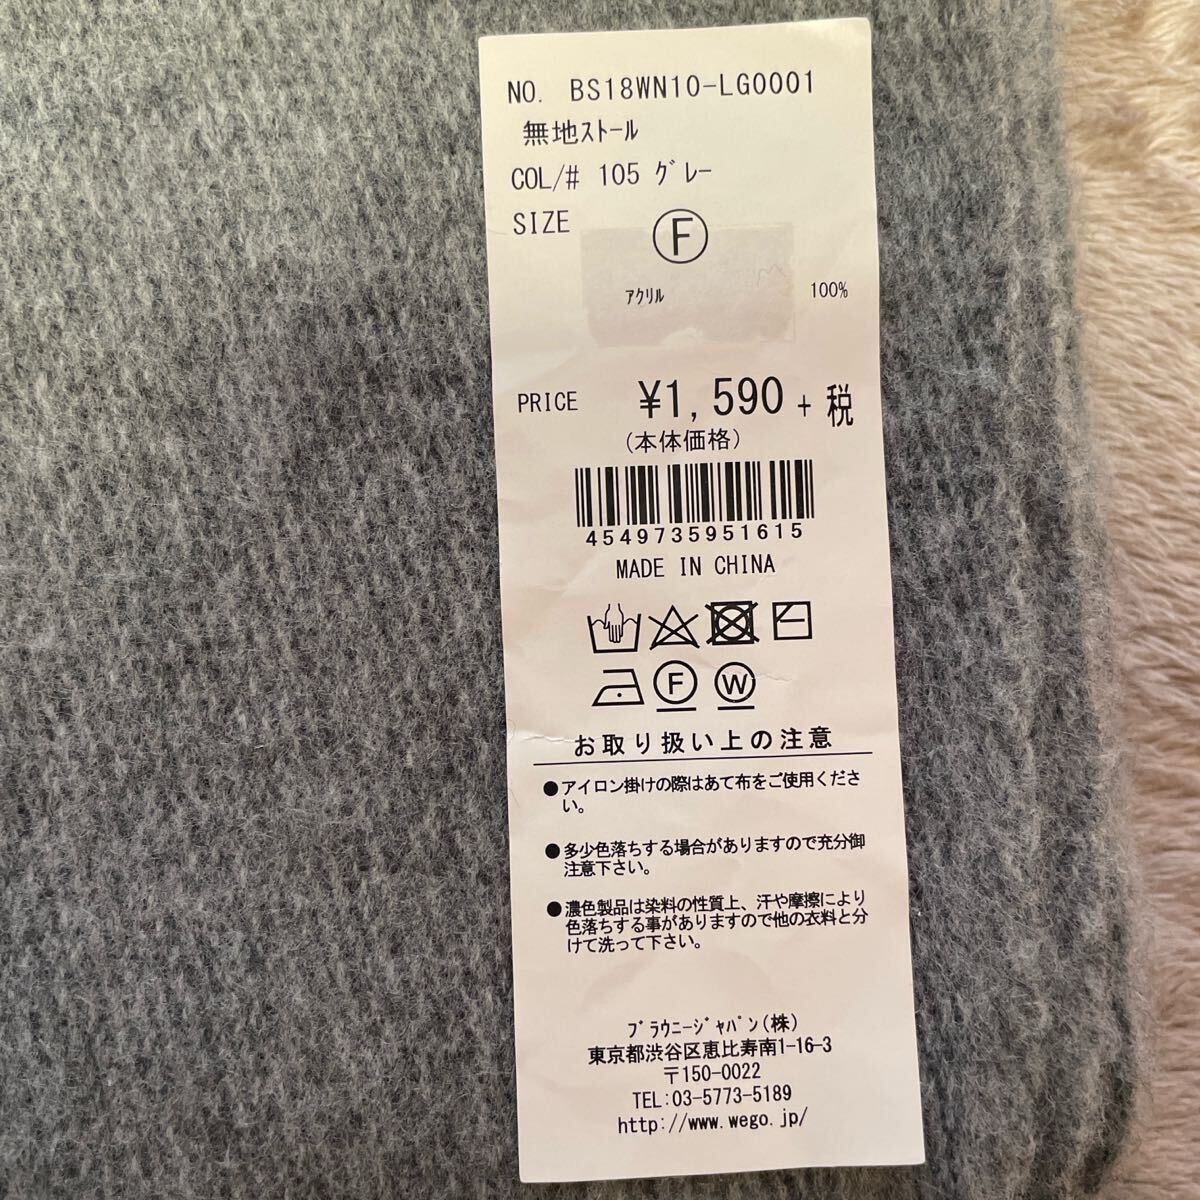 NO. BS18WN10-LG0001
無地ストール
COL/# 105 グレー
SIZE Ⓕ
アクリル 100%
PRICE ¥1,590 + 税
(本体価格)
4549735951615
MADE IN CHINA
F W
お取り扱い上の注意
●アイロン掛けの際はあて布をご使用くださ
い。
●多少色落ちする場合がありますので充分御
注意下さい。
●濃色製品は染料の性質上、汗や摩擦により
色落ちする事がありますので他の衣料と分
けて洗って下さい。
ブラウニージャパン(株)
東京都渋谷区恵比寿南1-16-3
〒150-0022
TEL:03-5773-5189
http://www.wego.jp/